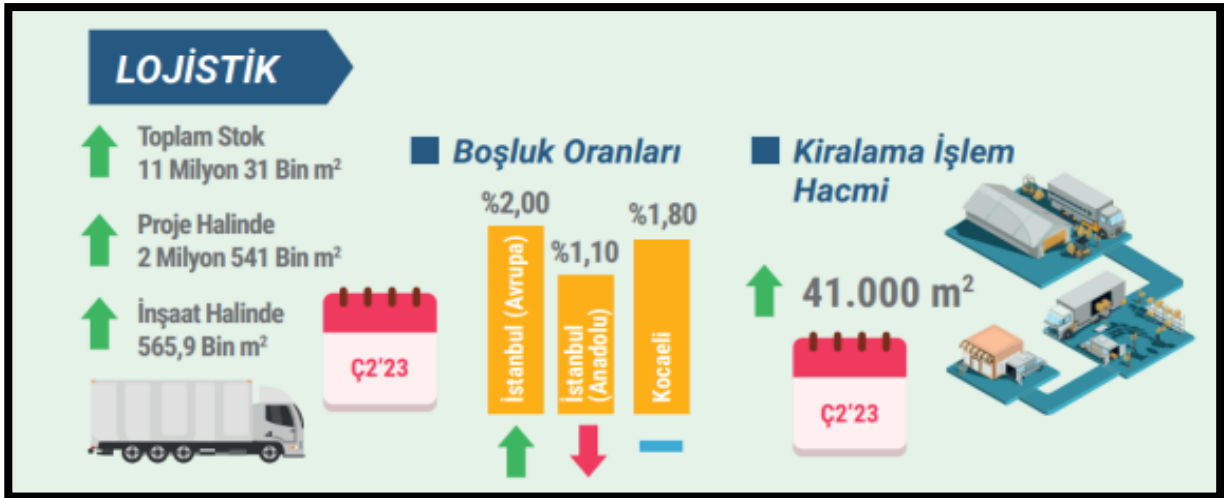 LOJİSTİK
Toplam Stok
11 Milyon 31 Bin m²
Proje Halinde
2 Milyon 541 Bin m²
İnşaat Halinde
565,9 Bin m²
Ç2'23
Boşluk Oranları
%2,00
%1,10
%1,80
İstanbul (Avrupa)
İstanbul
(Anadolu)
Kocaeli
Kiralama İşlem
Hacmi
41.000 m²
Ç2'23